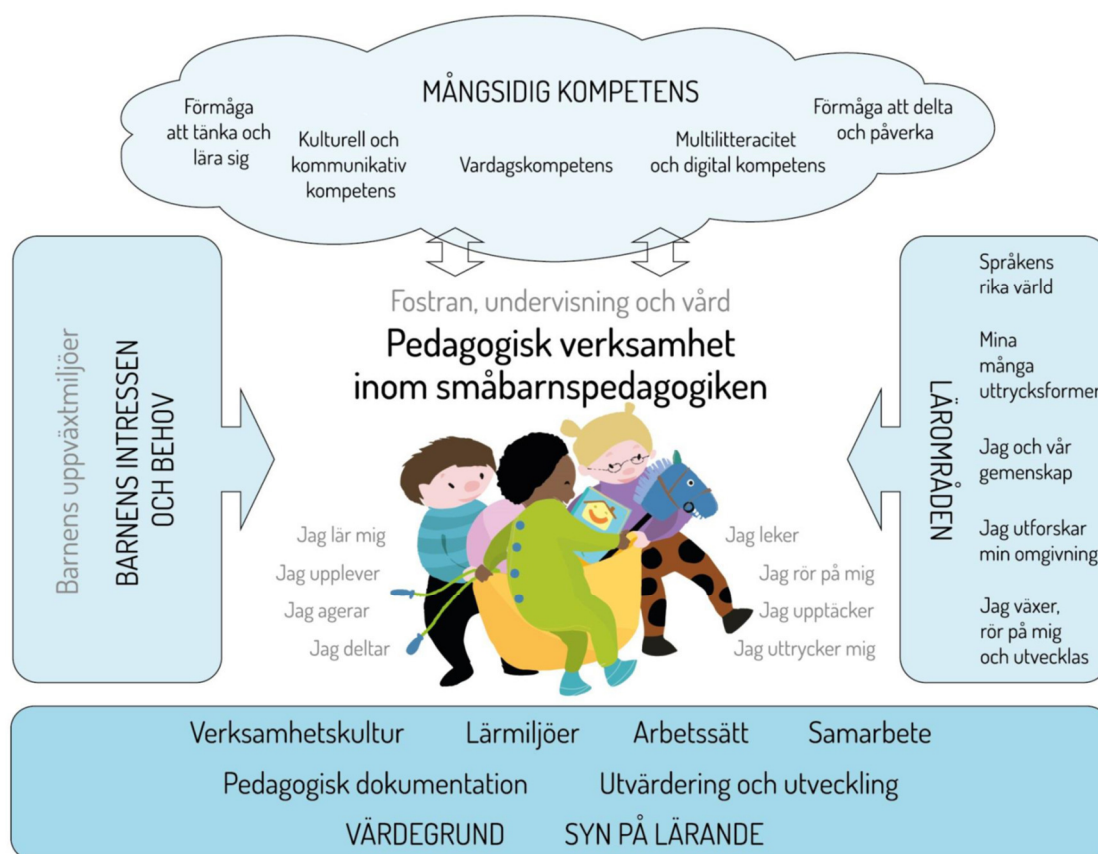 MÅNGSIDIG KOMPETENS
Förmåga
att tänka och
lära sig
Kulturell och
kommunikativ
kompetens
Vardagskompetens
Multilitteracitet
och digital kompetens
Förmåga att delta
och påverka
Barnens uppväxtmiljöer
BARNENS INTRESSEN
OCH BEHOV
Fostran, undervisning och vård
Pedagogisk verksamhet
inom småbarnspedagogiken
Jag lär mig
Jag upplever
Jag agerar
Jag deltar
Jag leker
Jag rör på mig
Jag upptäcker
Jag uttrycker mig
LÄROMRÅDEN
Språkens
rika värld
Mina
många
uttrycksformer
Jag och vår
gemenskap
Jag utforskar
min omgivning
Jag växer,
rör på mig
och utvecklas
Verksamhetskultur Lärmiljöer Arbetssätt Samarbete
Pedagogisk dokumentation Utvärdering och utveckling
VÄRDEGRUND SYN PÅ LÄRANDE